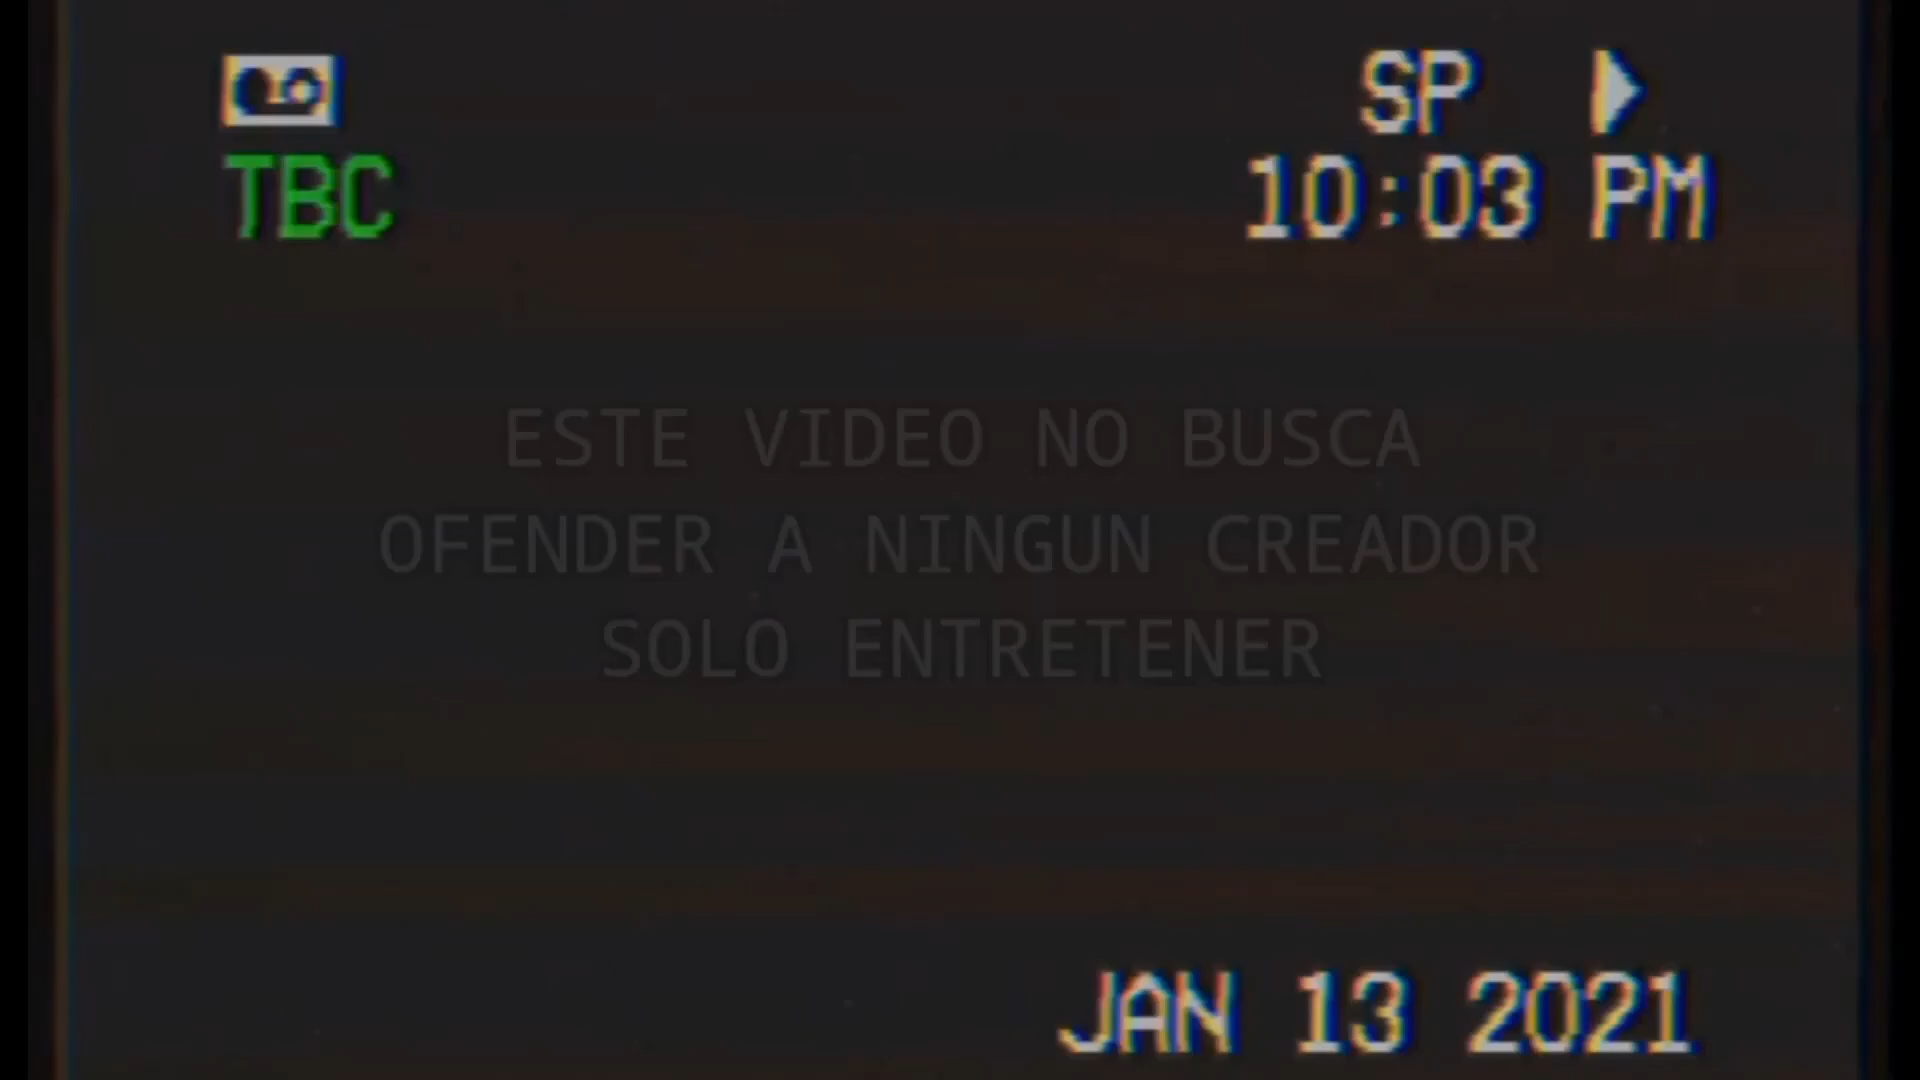 SP
TBC
10:03 PM
ESTE VIDEO NO BUSCA
OFENDER A NINGUN CREADOR
SOLO ENTRETENER
JAN 13 2021